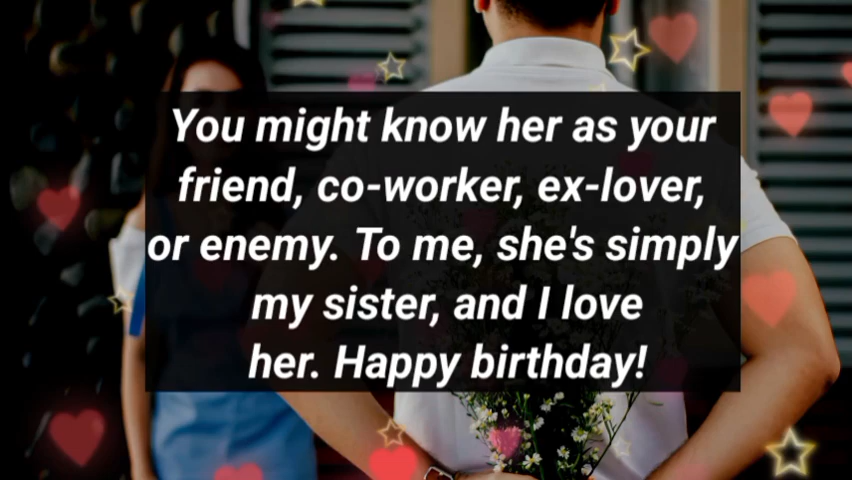 You might know her as your
friend, co-worker, ex-lover,
or enemy. To me, she's simply
my sister, and I love
her. Happy birthday!